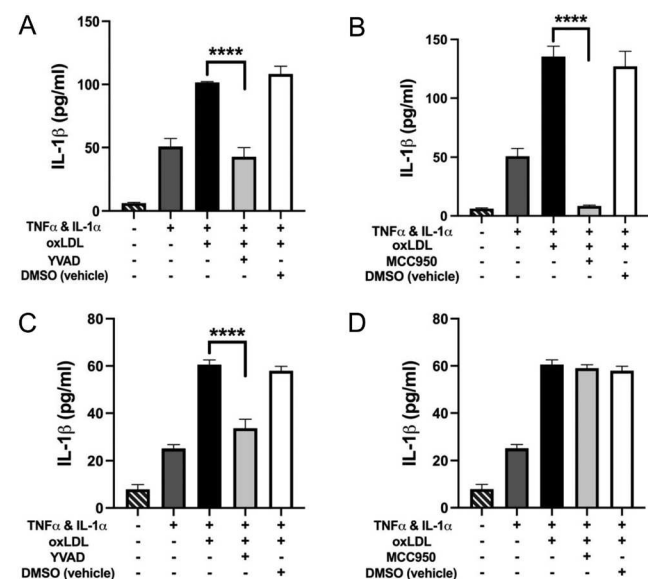 A
****
IL-1β (pg/ml)
150
100
50
0
TNFα & IL-1α - + + + +
oxLDL - - + + +
YVAD - - - + -
DMSO (vehicle) - - - - +
B
****
IL-1β (pg/ml)
150
100
50
0
TNFα & IL-1α - + + + +
oxLDL - - + + +
MCC950 - - - + -
DMSO (vehicle) - - - - +
C
****
IL-1β (pg/ml)
80
60
40
20
0
TNFα & IL-1α - + + + +
oxLDL - - + + +
YVAD - - - + -
DMSO (vehicle) - - - - +
D
IL-1β (pg/ml)
80
60
40
20
0
TNFα & IL-1α - + + + +
oxLDL - - + + +
MCC950 - - - + -
DMSO (vehicle) - - - - +